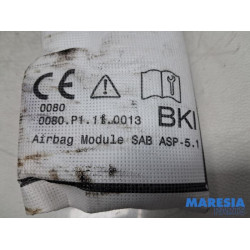 CE
0080
0080.P1.11.0013
BKI
Airbag Module SAB ASP-5.1
MARESIA